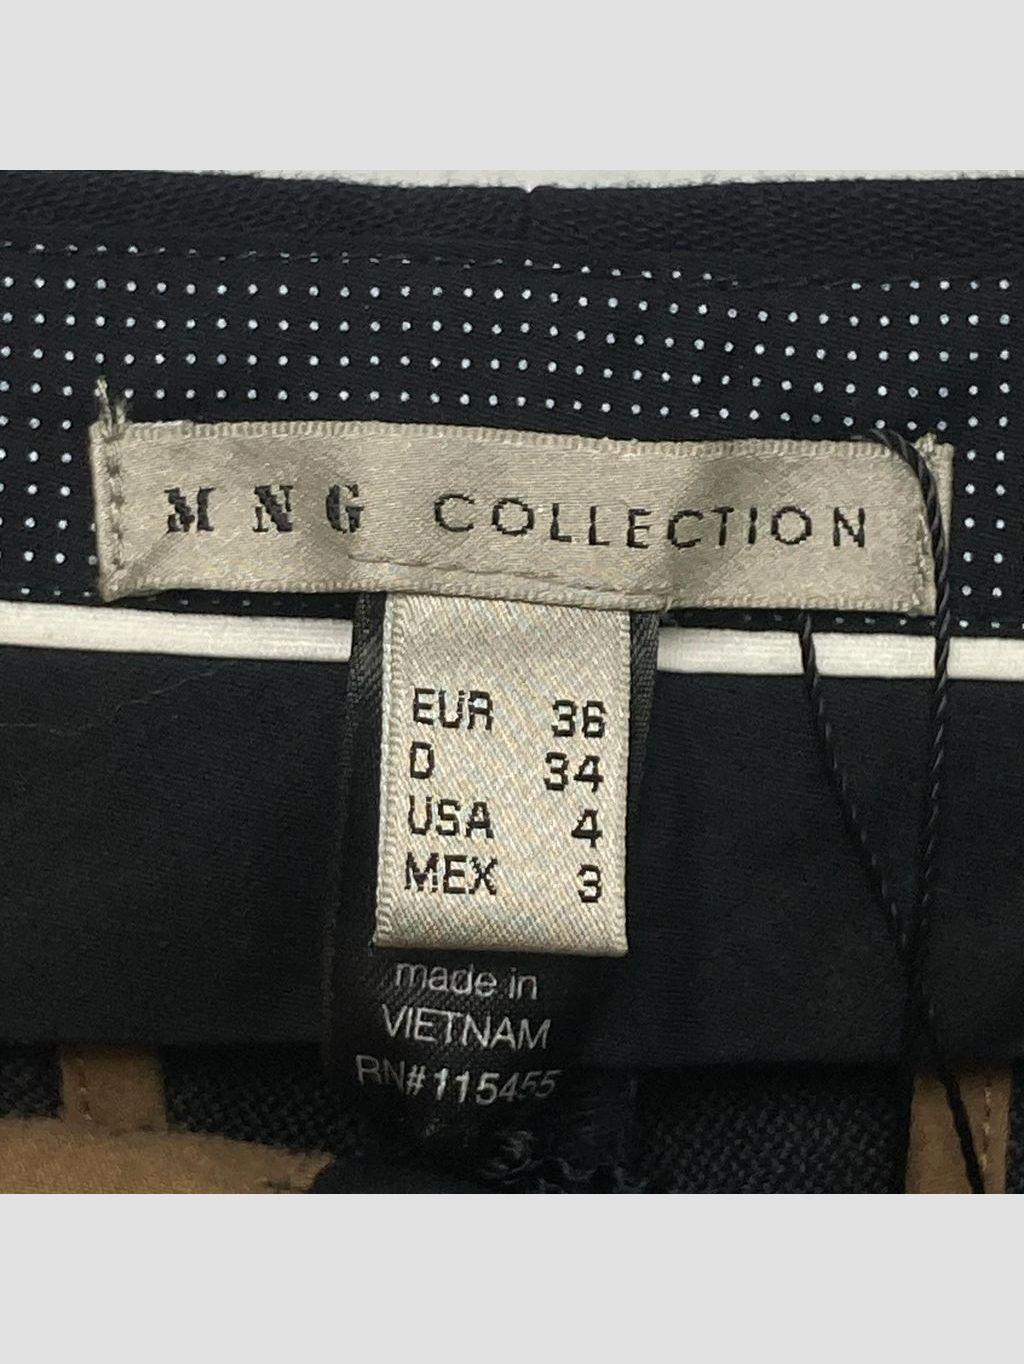 MNG COLLECTION
EUR 36
D 34
USA 4
MEX 3
made in
VIETNAM
RN#115455